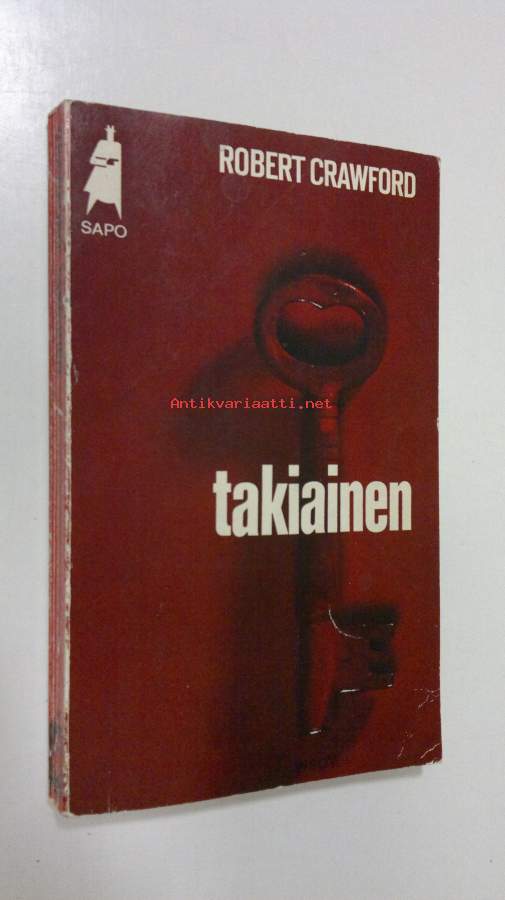 ROBERT CRAWFORD
SAPO
Antikvariaatti.net
takiainen